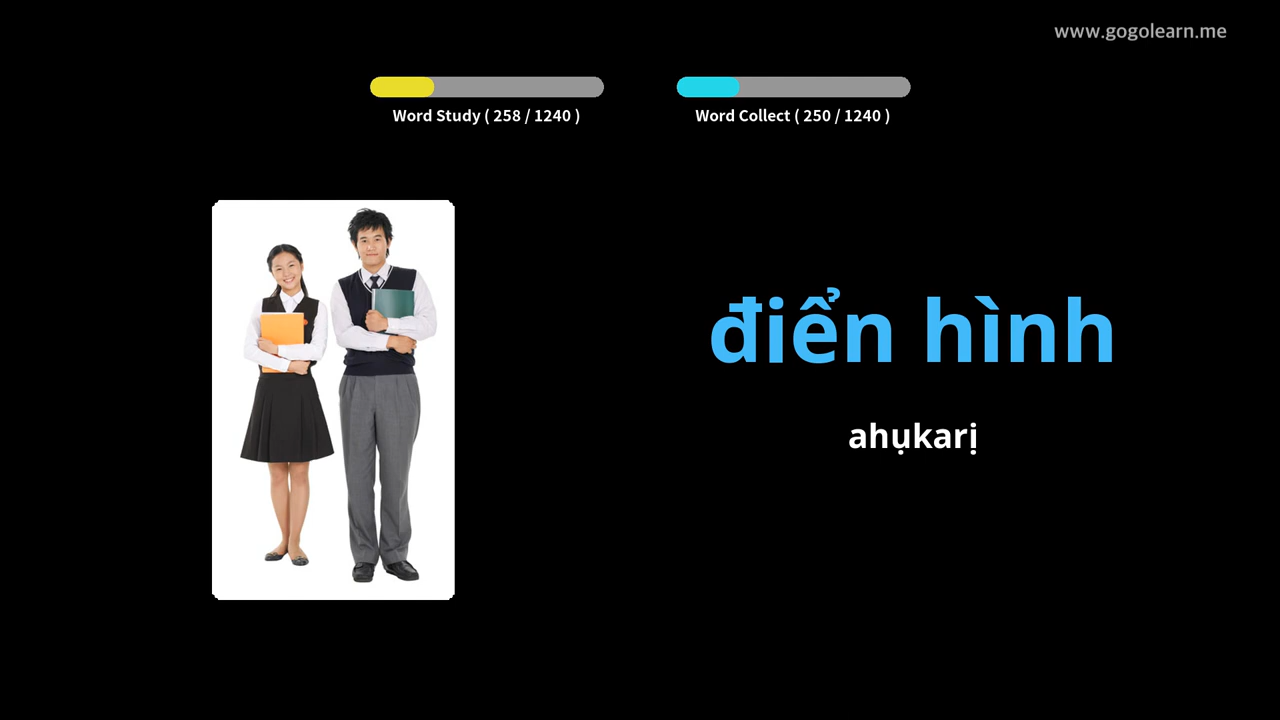 www.gogolearn.me
Word Study ( 258 / 1240 )
Word Collect ( 250 / 1240 )
điển hình
ahụkarị